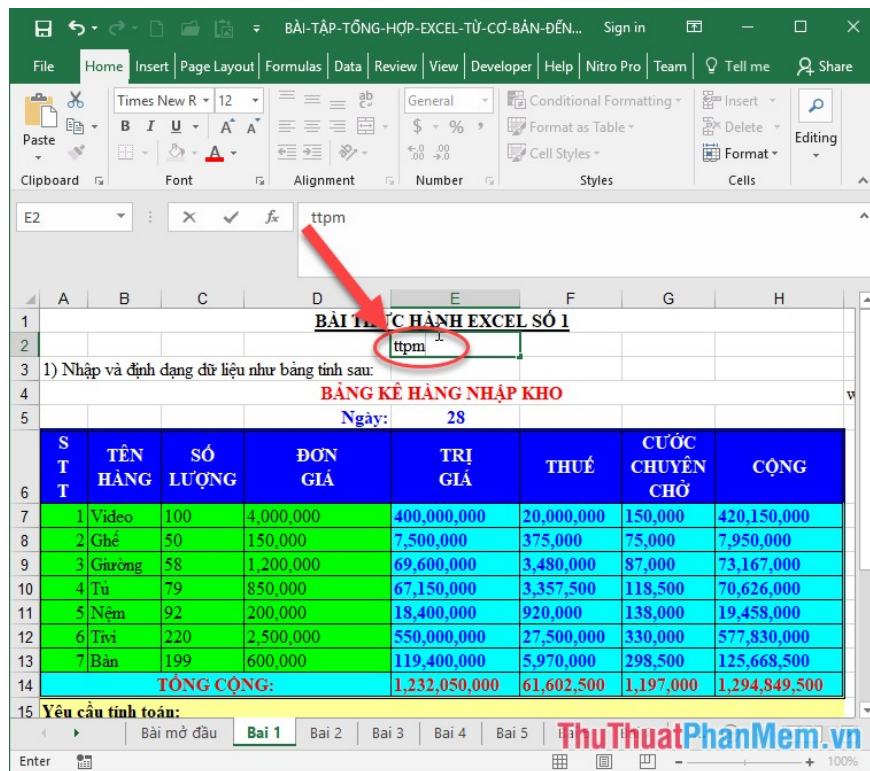 BÀI-TẬP-TỔNG-HỢP-EXCEL-TỪ-CƠ-BẢN-ĐẾN... Sign in
File Home Insert Page Layout Formulas Data Review View Developer Help Nitro Pro Team Tell me Share
Paste
Times New R 12
B I U A A A
General
$ % ,
Conditional Formatting
Format as Table
Cell Styles
Insert
Delete
Format
Editing
Clipboard Font Alignment Number Styles Cells
E2 fx ttpm
A B C D E F G H
1 BÀI THỰC HÀNH EXCEL SỐ 1
2 ttpm
3 1) Nhập và định dạng dữ liệu như bảng tính sau:
4 BẢNG KÊ HÀNG NHẬP KHO
5 Ngày: 28
6 STT TÊN HÀNG SỐ LƯỢNG ĐƠN GIÁ TRỊ GIÁ THUẾ CƯỚC CHUYÊN CHỞ CỘNG
7 1 Video 100 4,000,000 400,000,000 20,000,000 150,000 420,150,000
8 2 Ghế 50 150,000 7,500,000 375,000 75,000 7,950,000
9 3 Giường 58 1,200,000 69,600,000 3,480,000 87,000 73,167,000
10 4 Tủ 79 850,000 67,150,000 3,357,500 118,500 70,626,000
11 5 Nệm 92 200,000 18,400,000 920,000 138,000 19,458,000
12 6 Tivi 220 2,500,000 550,000,000 27,500,000 330,000 577,830,000
13 7 Bàn 199 600,000 119,400,000 5,970,000 298,500 125,668,500
14 TỔNG CỘNG: 1,232,050,000 61,602,500 1,197,000 1,294,849,500
15 Yêu cầu tính toán:
Bài mở đầu Bai 1 Bai 2 Bai 3 Bai 4 Bai 5
ThuThuatPhanMem.vn
Enter 100%